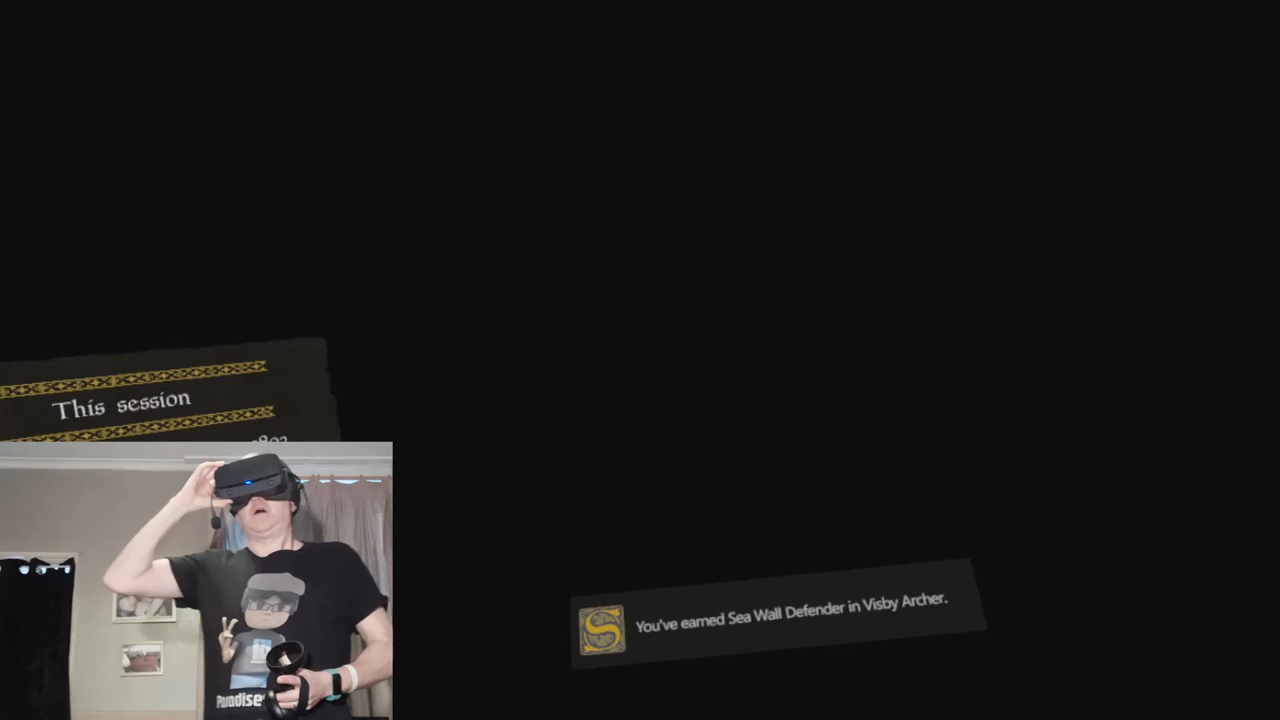 This session
You've earned Sea Wall Defender in Visby Archer.
Paradise